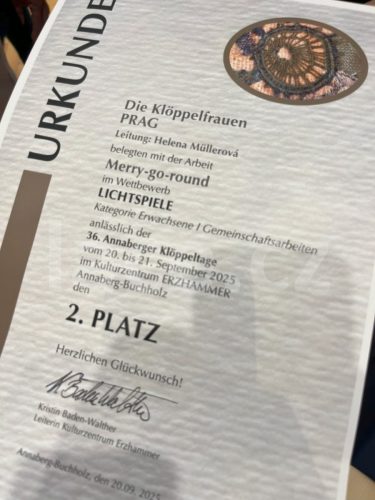 URKUNDE
Die Klöppelfrauen
PRAG
Leitung: Helena Müllerová
belegten mit der Arbeit
Merry-go-round
im Wettbewerb
LICHTSPIELE
Kategorie Erwachsene I Gemeinschaftsarbeiten
anlässlich der
36. Annaberger Klöppeltage
vom 20. bis 21. September 2025
im Kulturzentrum ERZHAMMER
Annaberg-Buchholz
den
2. PLATZ
Herzlichen Glückwunsch!
Kristin Baden-Walther
Leiterin Kulturzentrum Erzhammer
Annaberg-Buchholz, den 20.09.2025